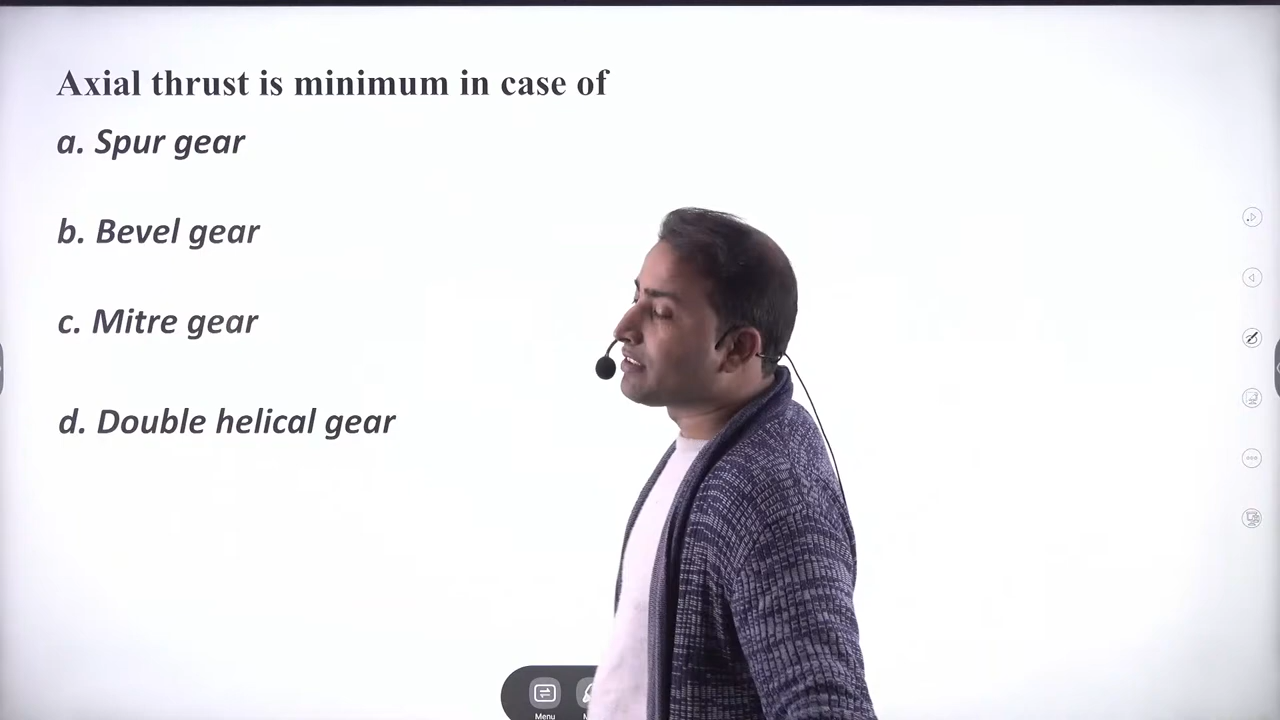 Axial thrust is minimum in case of
a. Spur gear
b. Bevel gear
c. Mitre gear
d. Double helical gear
Menu